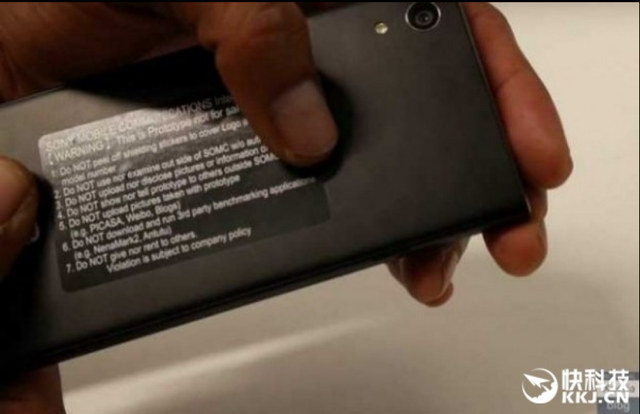 SONY MOBILE COMMUNICATIONS
! WARNING ! This is Prototype not for
1. Do NOT peel off shielding stickers to cover Logo
model number
2. Do NOT use nor examine out side of SOMC w/o
3. Do NOT upload nor disclose pictures or information
4. Do NOT show nor tell prototype to others outside
5. Do NOT upload pictures taken with prototype
(e.g. PICASA, Weibo, Blogs)
6. Do NOT download and run 3rd party benchmarking applications
(e.g. NenaMark2, Antutu)
7. Do NOT give nor rent to others.
Violation is subject to company policy
快科技
KKJ.CN
blog